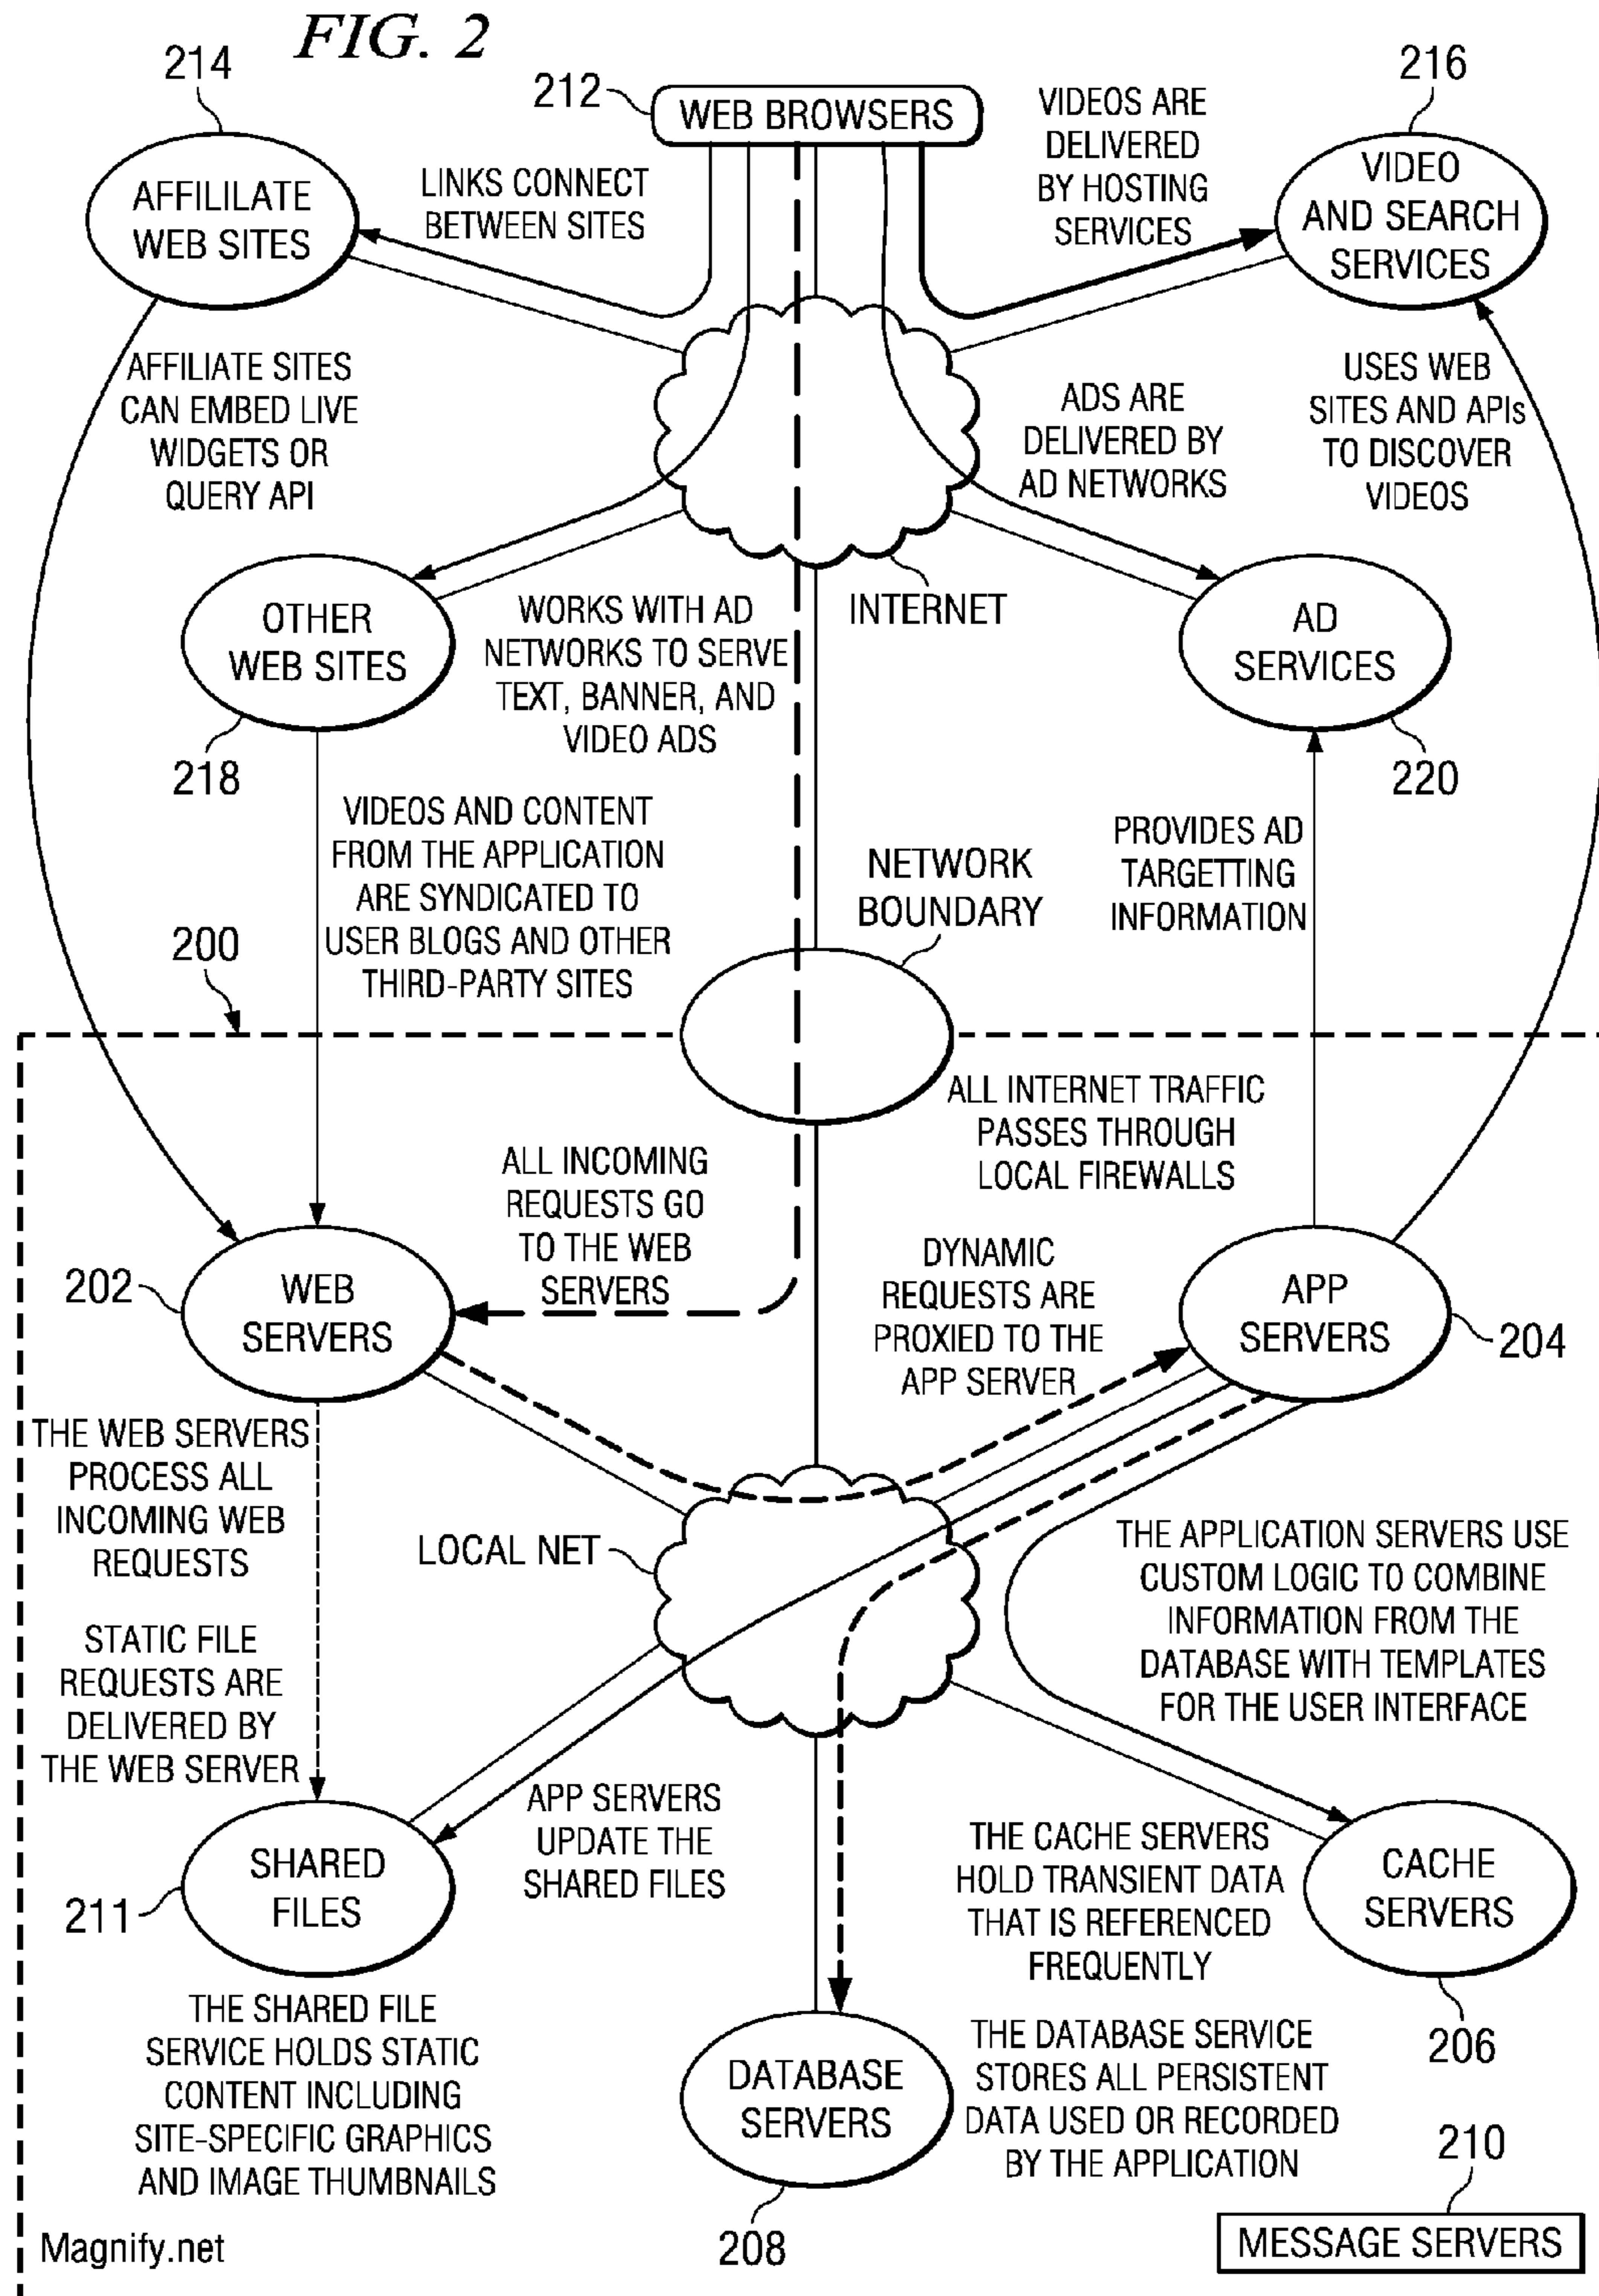 FIG. 2
214
212
WEB BROWSERS
216
AFFILILATE
WEB SITES
LINKS CONNECT
BETWEEN SITES
VIDEOS ARE
DELIVERED
BY HOSTING
SERVICES
VIDEO
AND SEARCH
SERVICES
AFFILIATE SITES
CAN EMBED LIVE
WIDGETS OR
QUERY API
ADS ARE
DELIVERED BY
AD NETWORKS
USES WEB
SITES AND APIs
TO DISCOVER
VIDEOS
INTERNET
OTHER
WEB SITES
218
WORKS WITH AD
NETWORKS TO SERVE
TEXT, BANNER, AND
VIDEO ADS
AD
SERVICES
220
VIDEOS AND CONTENT
FROM THE APPLICATION
ARE SYNDICATED TO
USER BLOGS AND OTHER
THIRD-PARTY SITES
NETWORK
BOUNDARY
PROVIDES AD
TARGETTING
INFORMATION
200
ALL INTERNET TRAFFIC
PASSES THROUGH
LOCAL FIREWALLS
ALL INCOMING
REQUESTS GO
TO THE WEB
SERVERS
202
WEB
SERVERS
DYNAMIC
REQUESTS ARE
PROXIED TO THE
APP SERVER
APP
SERVERS
204
THE WEB SERVERS
PROCESS ALL
INCOMING WEB
REQUESTS
LOCAL NET
THE APPLICATION SERVERS USE
CUSTOM LOGIC TO COMBINE
INFORMATION FROM THE
DATABASE WITH TEMPLATES
FOR THE USER INTERFACE
STATIC FILE
REQUESTS ARE
DELIVERED BY
THE WEB SERVER
APP SERVERS
UPDATE THE
SHARED FILES
SHARED
FILES
211
THE CACHE SERVERS
HOLD TRANSIENT DATA
THAT IS REFERENCED
FREQUENTLY
CACHE
SERVERS
206
THE SHARED FILE
SERVICE HOLDS STATIC
CONTENT INCLUDING
SITE-SPECIFIC GRAPHICS
AND IMAGE THUMBNAILS
DATABASE
SERVERS
208
THE DATABASE SERVICE
STORES ALL PERSISTENT
DATA USED OR RECORDED
BY THE APPLICATION
210
MESSAGE SERVERS
Magnify.net